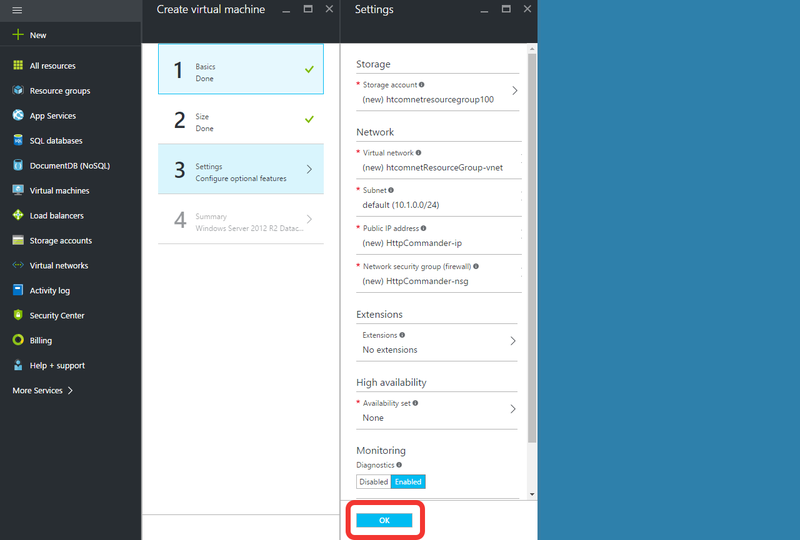 New
All resources
Resource groups
App Services
SQL databases
DocumentDB (NoSQL)
Virtual machines
Load balancers
Storage accounts
Virtual networks
Activity log
Security Center
Billing
Help + support
More Services
Create virtual machine
1
Basics
Done
2
Size
Done
3
Settings
Configure optional features
4
Summary
Windows Server 2012 R2 Datac...
Settings
Storage
* Storage account
(new) htcomnetresourcegroup100
Network
* Virtual network
(new) htcomnetResourceGroup-vnet
* Subnet
default (10.1.0.0/24)
* Public IP address
(new) HttpCommander-ip
* Network security group (firewall)
(new) HttpCommander-nsg
Extensions
Extensions
No extensions
High availability
* Availability set
None
Monitoring
Diagnostics
Disabled Enabled
OK